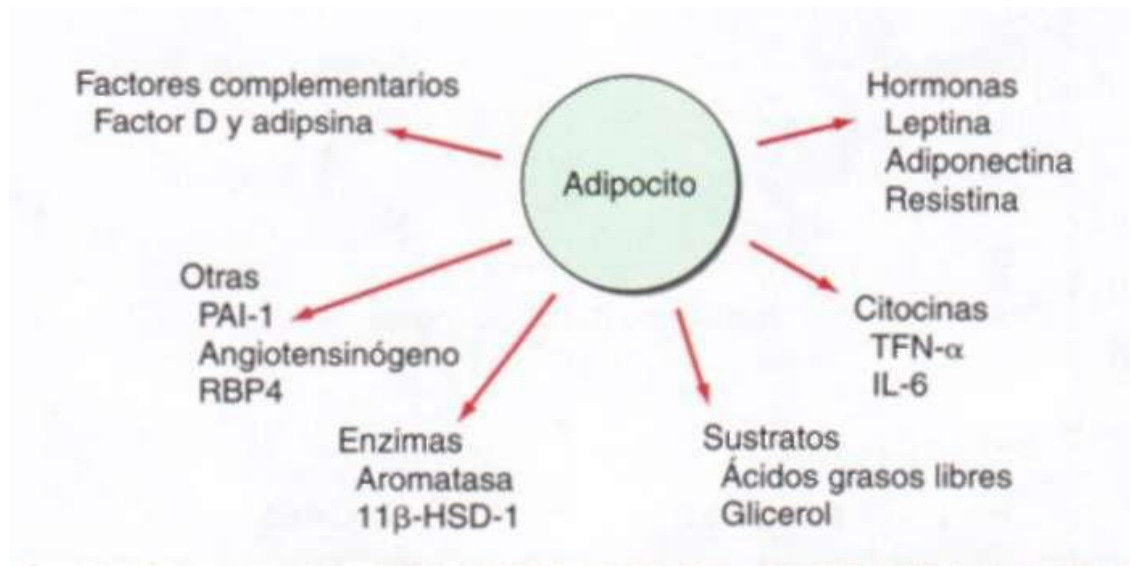 Factores complementarios
Factor D y adipsina
Adipocito
Hormonas
Leptina
Adiponectina
Resistina
Otras
PAI-1
Angiotensinógeno
RBP4
Citocinas
TFN-α
IL-6
Enzimas
Aromatasa
11β-HSD-1
Sustratos
Ácidos grasos libres
Glicerol